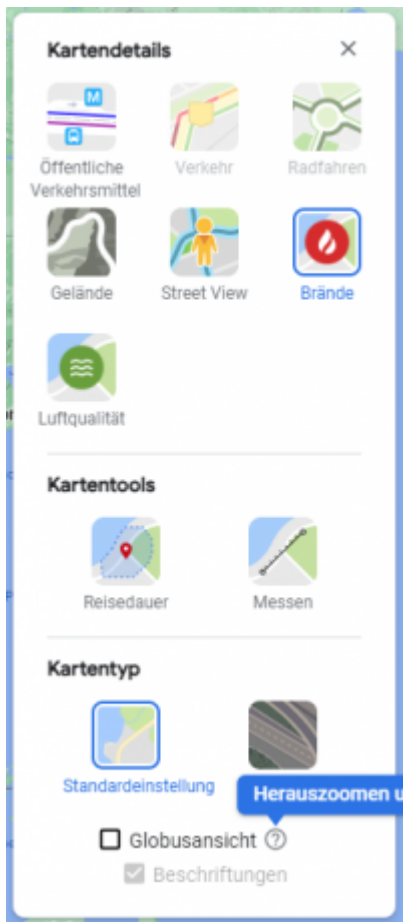 Kartendetails
M
Öffentliche Verkehr Radfahren
Verkehrsmittel
Gelände Street View Brände
Luftqualität
Kartentools
Reisedauer Messen
Kartentyp
Standardeinstellung
Herauszoomen u
Globusansicht ?
Beschriftungen